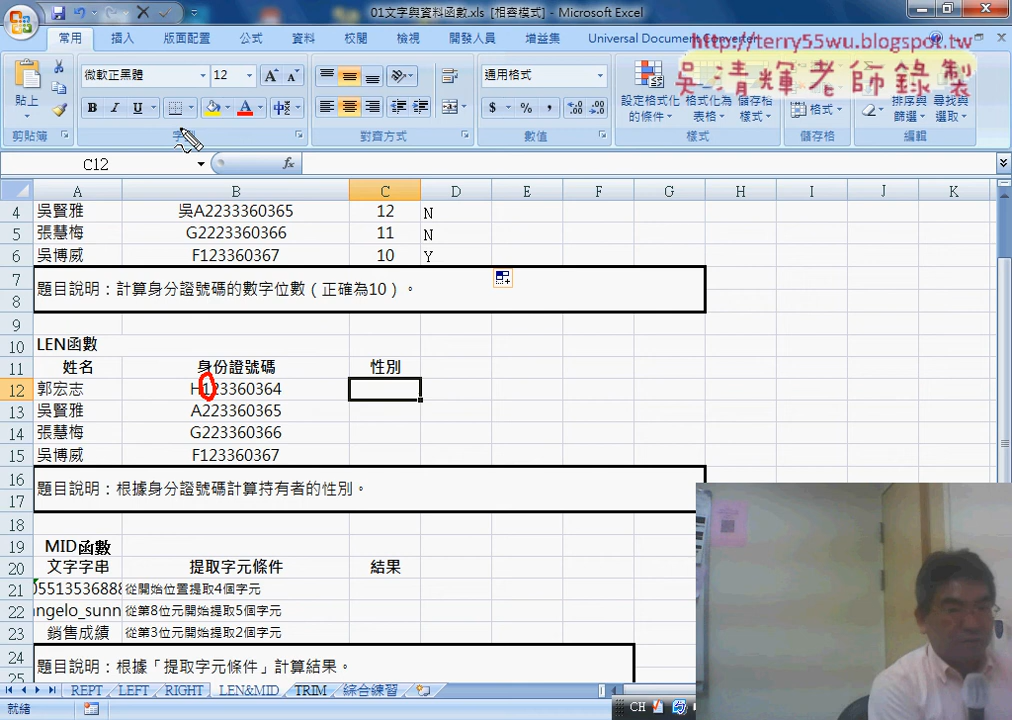 01文字與資料函數.xls [相容模式] - Microsoft Excel
常用 插入 版面配置 公式 資料 校閱 檢視 開發人員 增益集 Universal Document Converter
http://terry55wu.blogspot.tw
吳清輝老師錄製
貼上 微軟正黑體 12 通用格式 設定格式化的條件 格式化為表格 儲存格樣式 格式 排序與篩選 尋找與選取
剪貼簿 對齊方式 數值 樣式 儲存格 編輯
C12 fx
A B C D E F G H I J K
4 吳賢雅 吳A2233360365 12 N
5 張慧梅 G2223360366 11 N
6 吳博威 F123360367 10 Y
7 題目說明：計算身分證號碼的數字位數（正確為10）。
8
9
10 LEN函數
11 姓名 身份證號碼 性別
12 郭宏志 H123360364
13 吳賢雅 A223360365
14 張慧梅 G223360366
15 吳博威 F123360367
16 題目說明：根據身分證號碼計算持有者的性別。
17
18
19 MID函數
20 文字字串 提取字元條件 結果
21 0551353688 從開始位置提取4個字元
22 angelo_sunn 從第8位元開始提取5個字元
23 銷售成績 從第3位元開始提取2個字元
24 題目說明：根據「提取字元條件」計算結果。
25
REPT LEFT RIGHT LEN&MID TRIM 綜合練習
就緒 CH